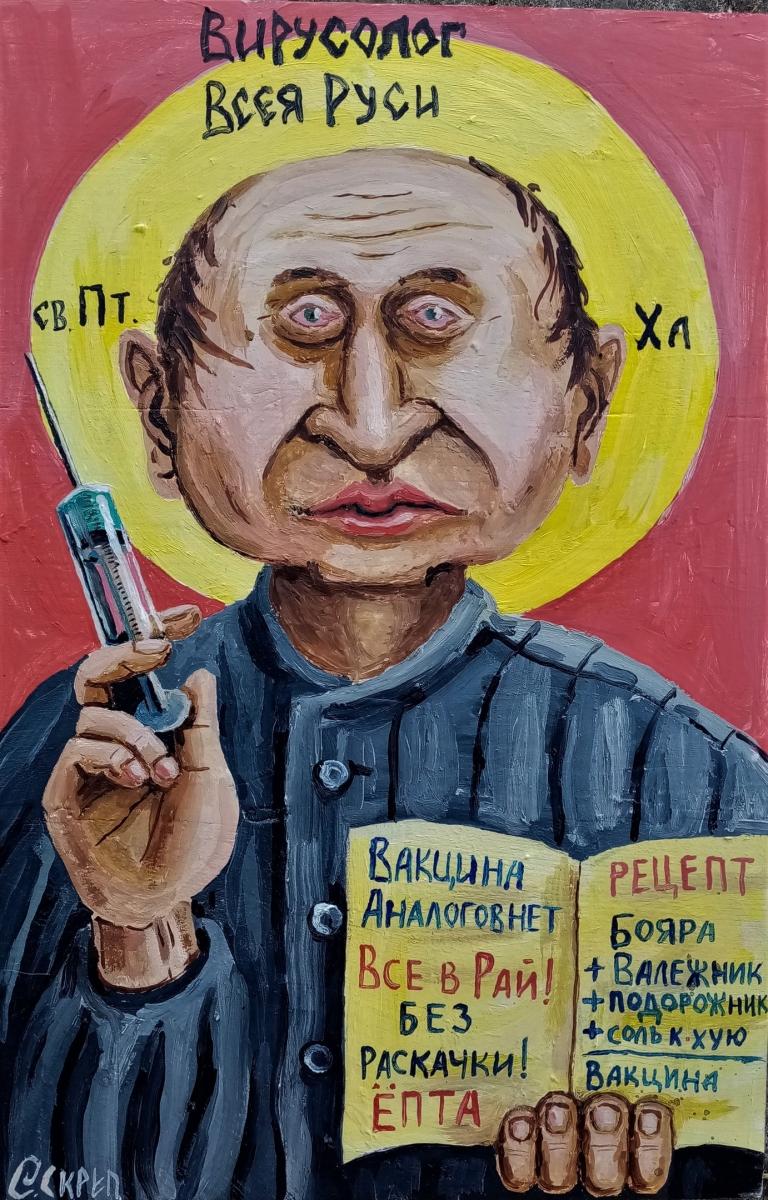 Вирусолог
Всея Руси
св. Пт.
Хл
Вакцина
Аналоговнет
Все в Рай!
БЕЗ
РАСКАЧКИ!
ЁПТА
РЕЦЕПТ
Бояра
+ Валежник
+ подорожник
+ соль к. хую
Вакцина
С.Скреп